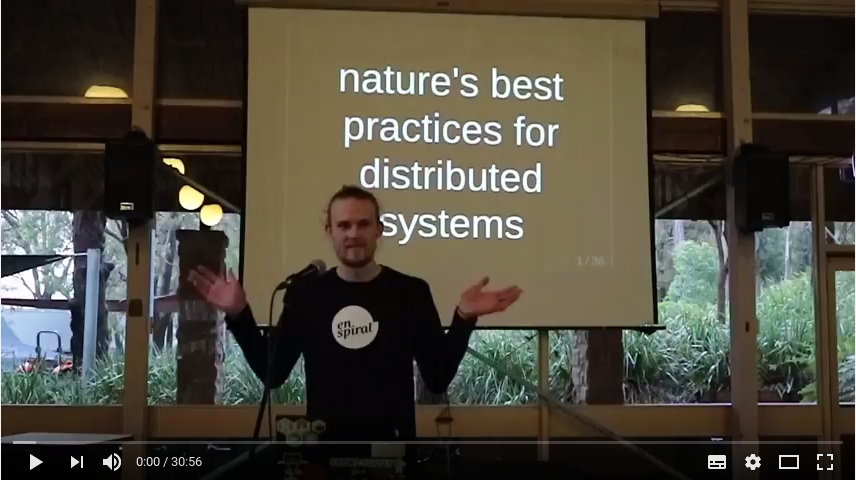 nature's best
practices for
distributed
systems
1 / 36
en
spiral
0:00 / 30:56